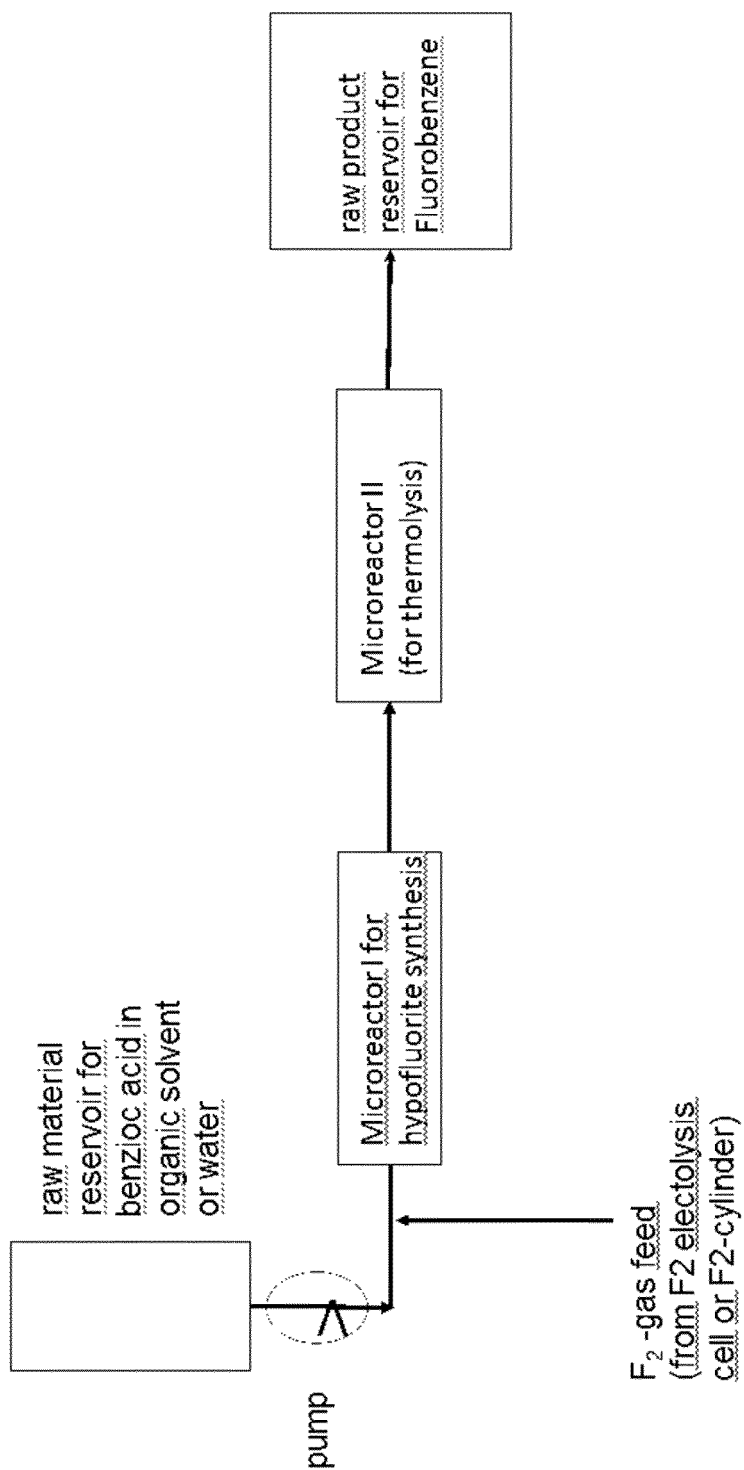 raw material
reservoir for
benzioc acid in
organic solvent
or water
pump
F₂ -gas feed
(from F2 electolysis
cell or F2-cylinder)
Microreactor I for
hypofluorite synthesis
Microreactor II
(for thermolysis)
raw product
reservoir for
Fluorobenzene